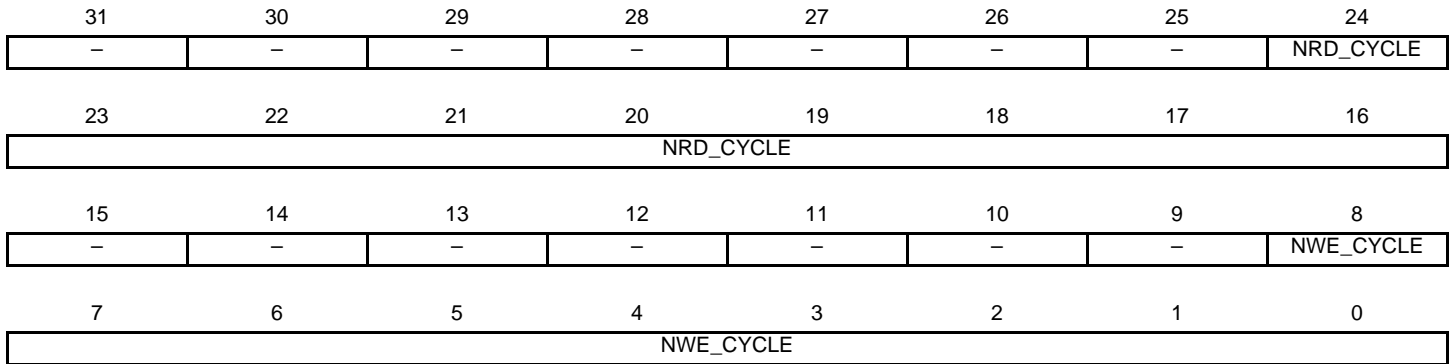 31 30 29 28 27 26 25 24
– – – – – – – NRD_CYCLE
23 22 21 20 19 18 17 16
NRD_CYCLE
15 14 13 12 11 10 9 8
– – – – – – – NWE_CYCLE
7 6 5 4 3 2 1 0
NWE_CYCLE